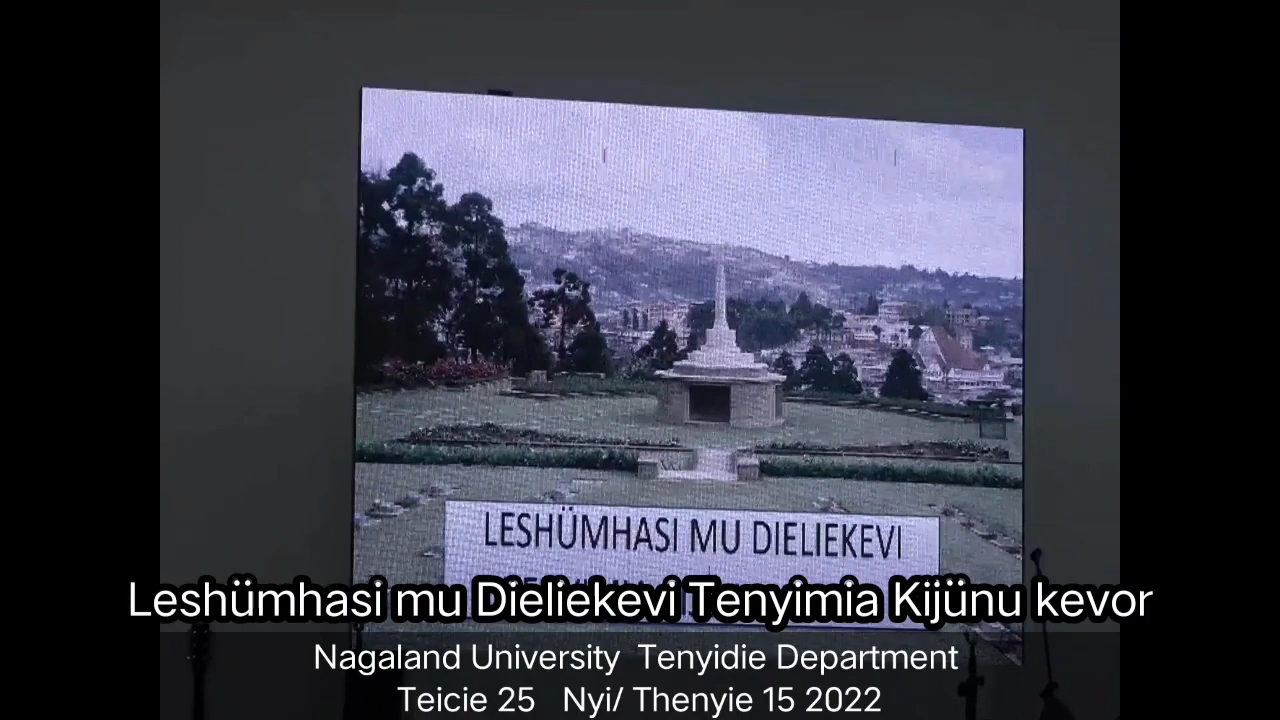 LESHÜMHASI MU DIELIEKEVI
Leshümhasi mu Dieliekevi Tenyimia Kijünu kevor
Nagaland University Tenyidie Department
Teicie 25 Nyi/ Thenyie 15 2022